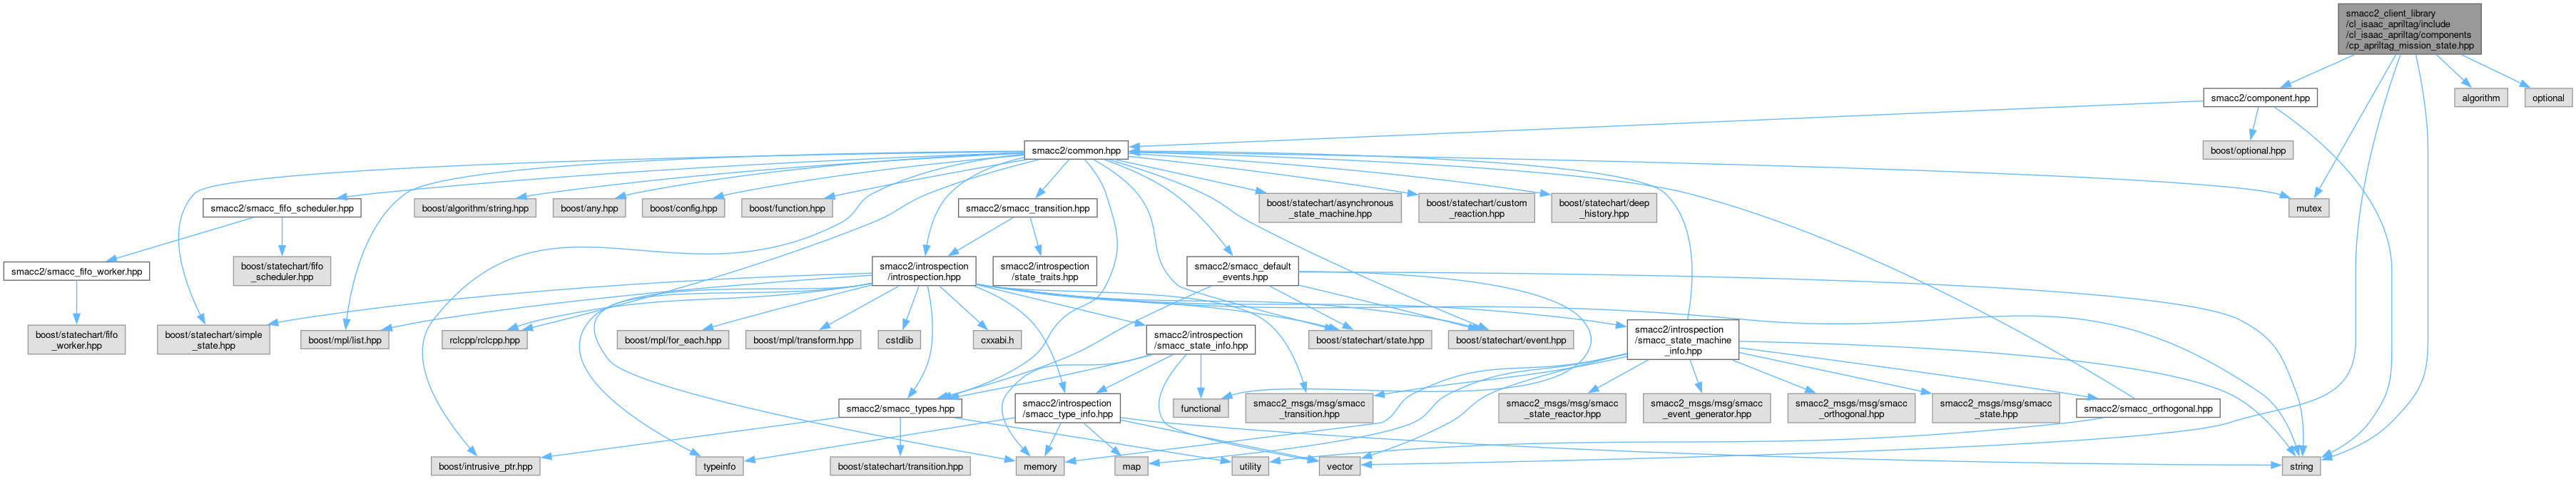 smacc2_client_library
/cl_isaac_apriltag/include
/cl_isaac_apriltag/components
/cp_apriltag_mission_state.hpp
smacc2/component.hpp
algorithm
optional
smacc2/common.hpp
boost/optional.hpp
smacc2/smacc_fifo_scheduler.hpp
boost/algorithm/string.hpp
boost/any.hpp
boost/config.hpp
boost/function.hpp
smacc2/smacc_transition.hpp
boost/statechart/asynchronous
_state_machine.hpp
boost/statechart/custom
_reaction.hpp
boost/statechart/deep
_history.hpp
mutex
smacc2/smacc_fifo_worker.hpp
boost/statechart/fifo
_scheduler.hpp
smacc2/introspection
/introspection.hpp
smacc2/introspection
/state_traits.hpp
smacc2/smacc_default
_events.hpp
boost/statechart/fifo
_worker.hpp
boost/statechart/simple
_state.hpp
boost/mpl/list.hpp
rclcpp/rclcpp.hpp
boost/mpl/for_each.hpp
boost/mpl/transform.hpp
cstdlib
cxxabi.h
smacc2/introspection
/smacc_state_info.hpp
boost/statechart/state.hpp
boost/statechart/event.hpp
smacc2/introspection
/smacc_state_machine
_info.hpp
smacc2/smacc_types.hpp
smacc2/introspection
/smacc_type_info.hpp
functional
smacc2_msgs/msg/smacc
_transition.hpp
smacc2_msgs/msg/smacc
_state_reactor.hpp
smacc2_msgs/msg/smacc
_event_generator.hpp
smacc2_msgs/msg/smacc
_orthogonal.hpp
smacc2_msgs/msg/smacc
_state.hpp
smacc2/smacc_orthogonal.hpp
boost/intrusive_ptr.hpp
typeinfo
boost/statechart/transition.hpp
memory
map
utility
vector
string